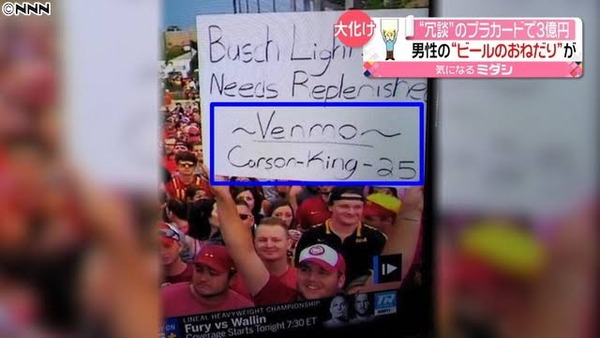 NNN
大化け
“冗談”のプラカードで3億円
男性の“ビールのおねだり”が
気になるミダシ
Busch Light
Needs Replenished
~Venmo~
Carson-King-25
LINEAL HEAVYWEIGHT CHAMPIONSHIP
Fury vs Wallin
Coverage Starts Tonight 7:30 ET
ESPN